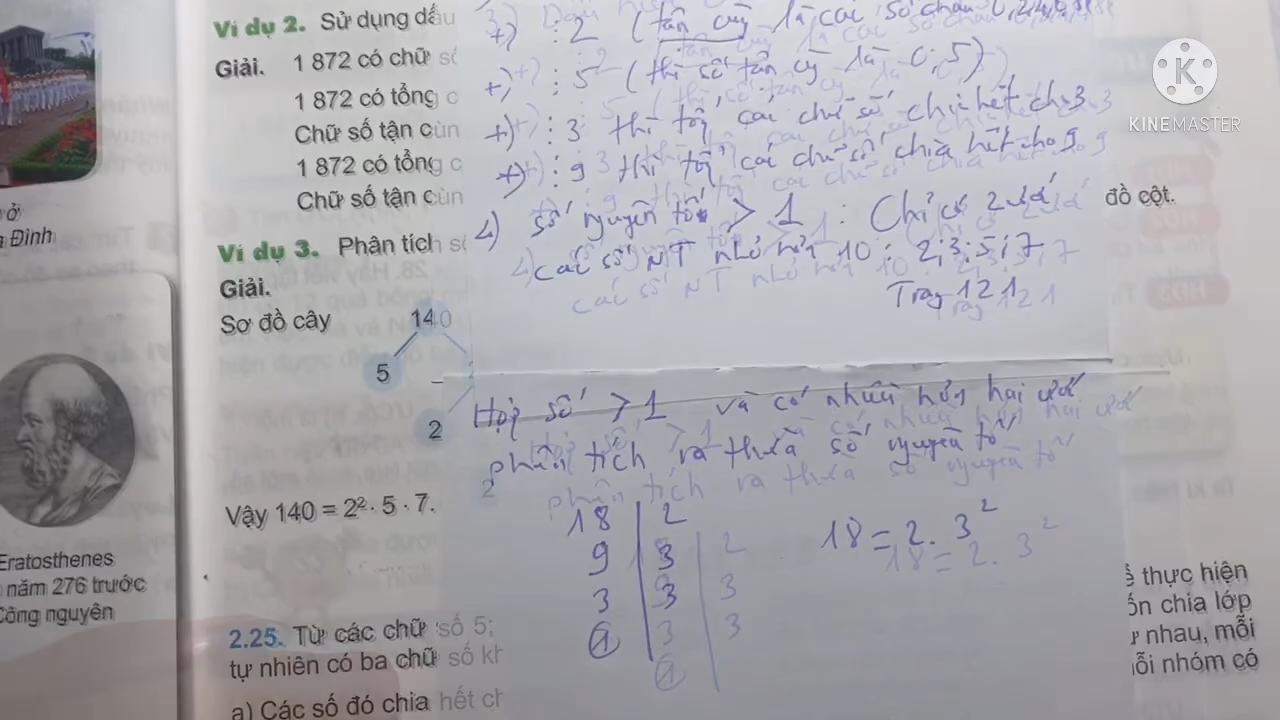 Ví dụ 2. Sử dụng dấu
Giải. 1 872 có chữ số
1 872 có tổng c
Chữ số tận cùn
1 872 có tổng c
Chữ số tận cùn
Ví dụ 3. Phân tích số
Giải.
Sơ đồ cây
140
5
2
2
Vậy 140 = 2². 5 . 7.
2.25. Từ các chữ số 5;
tự nhiên có ba chữ số kh
a) Các số đó chia hết ch
ở
Đình
Eratosthenes
năm 276 trước
Công nguyên
+) : 2 (tận cùng là các số chẵn
+) : 5 (thì số tận cùng là 0; 5)
+) : 3 thì tổng các chữ số chia hết cho 3
+) : 9 thì tổng các chữ số chia hết cho 9
4) số nguyên tố > 1 : Chỉ có 2 ước
các số NT nhỏ hơn 10 : 2; 3; 5; 7
Trang 121
Hợp số > 1 và có nhiều hơn hai ước
phân tích ra thừa số nguyên tố
18 | 2
9 | 3
3 | 3
1
18 = 2. 3²
đồ cột.
thực hiện
chia lớp
nhau, mỗi
nhóm có
KINEMASTER